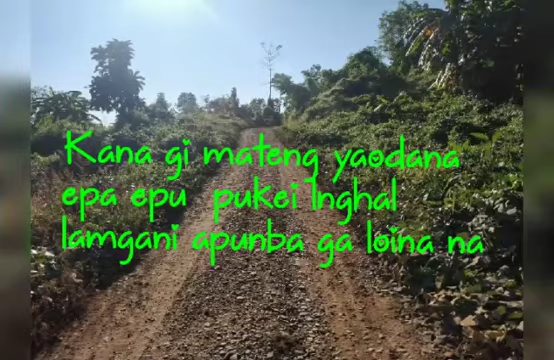 Kana gi mateng yaodana
epa epu pukei Inghal
lamgani apunba ga loina na